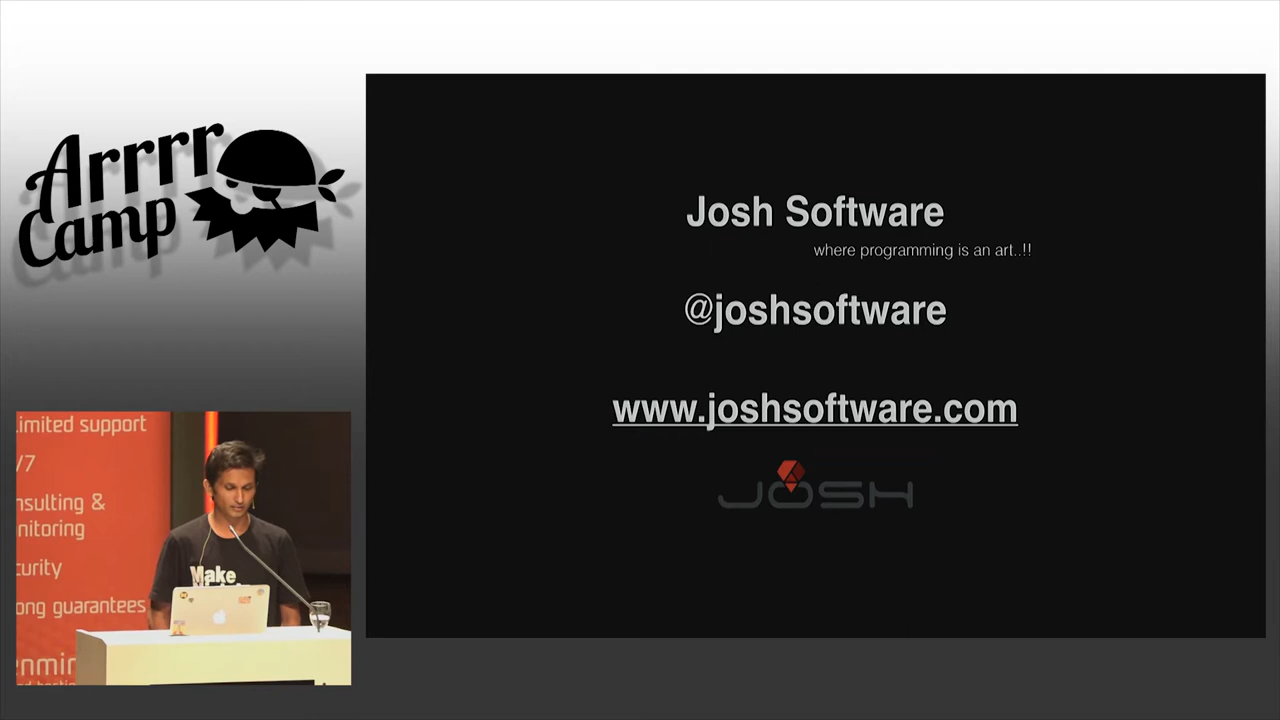 Arrrr
Camp
Josh Software
where programming is an art..!!
@joshsoftware
www.joshsoftware.com
JOSH
limited support
/7
nsulting &
nitoring
curity
ong guarantees
Make